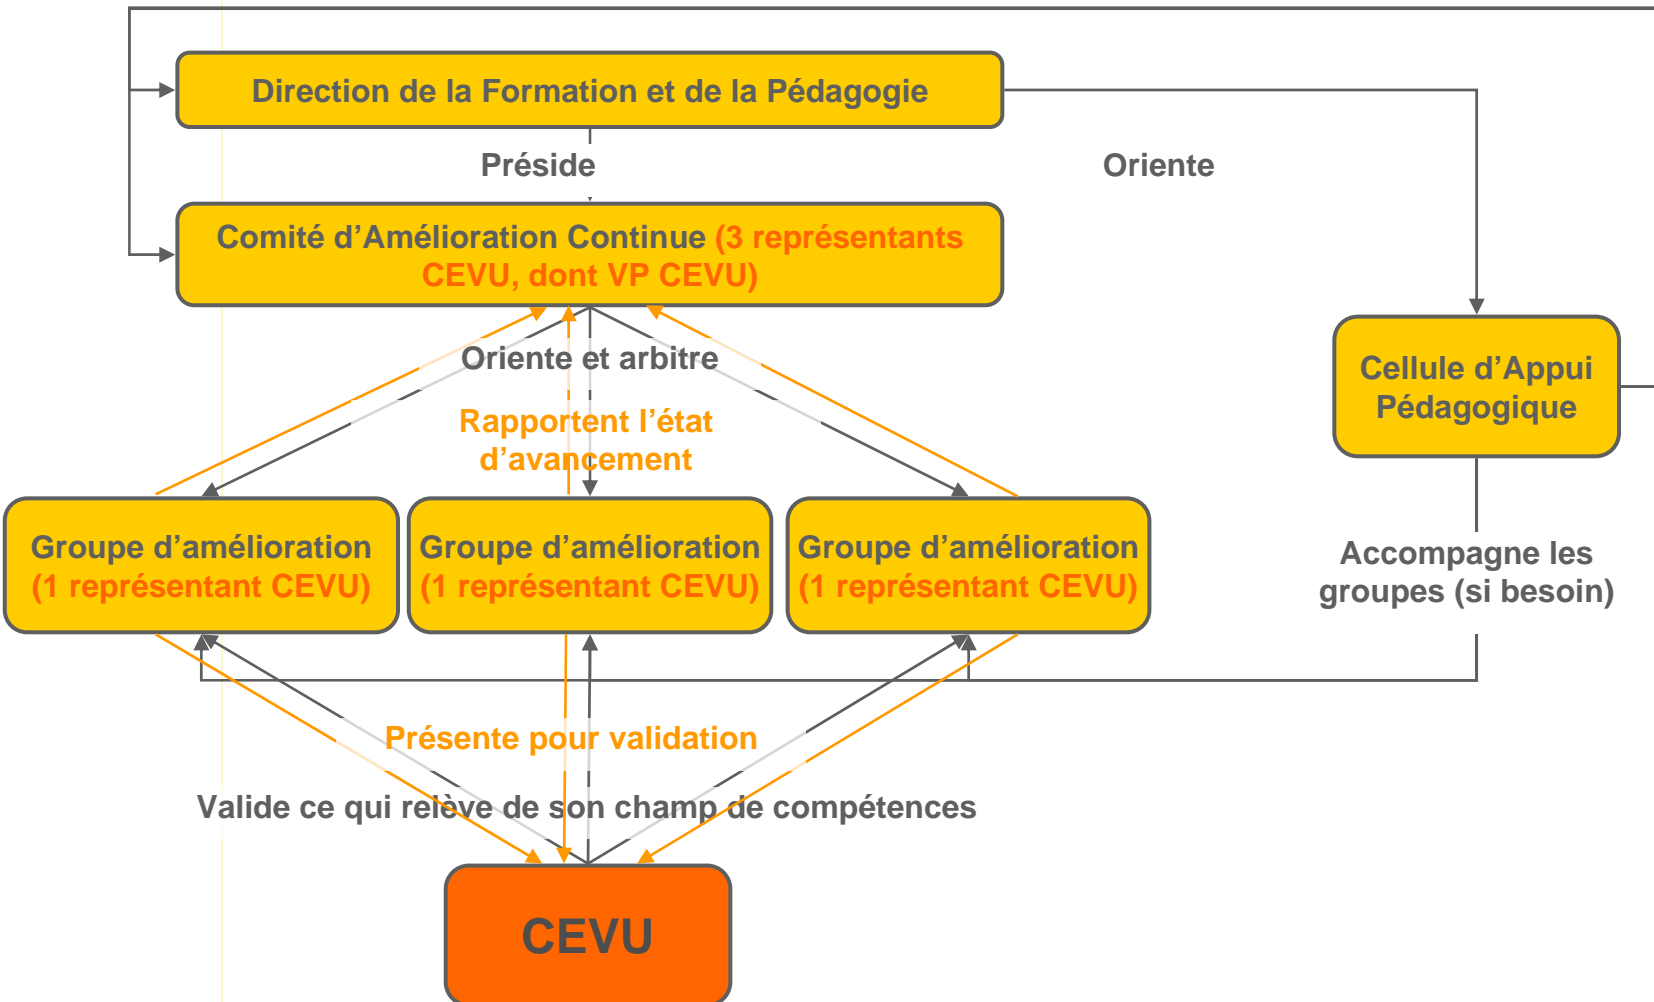 Direction de la Formation et de la Pédagogie
Préside
Oriente
Comité d’Amélioration Continue (3 représentants
CEVU, dont VP CEVU)
Oriente et arbitre
Cellule d’Appui
Pédagogique
Rapportent l’état
d’avancement
Groupe d’amélioration
(1 représentant CEVU)
Groupe d’amélioration
(1 représentant CEVU)
Groupe d’amélioration
(1 représentant CEVU)
Accompagne les
groupes (si besoin)
Présente pour validation
Valide ce qui relève de son champ de compétences
CEVU